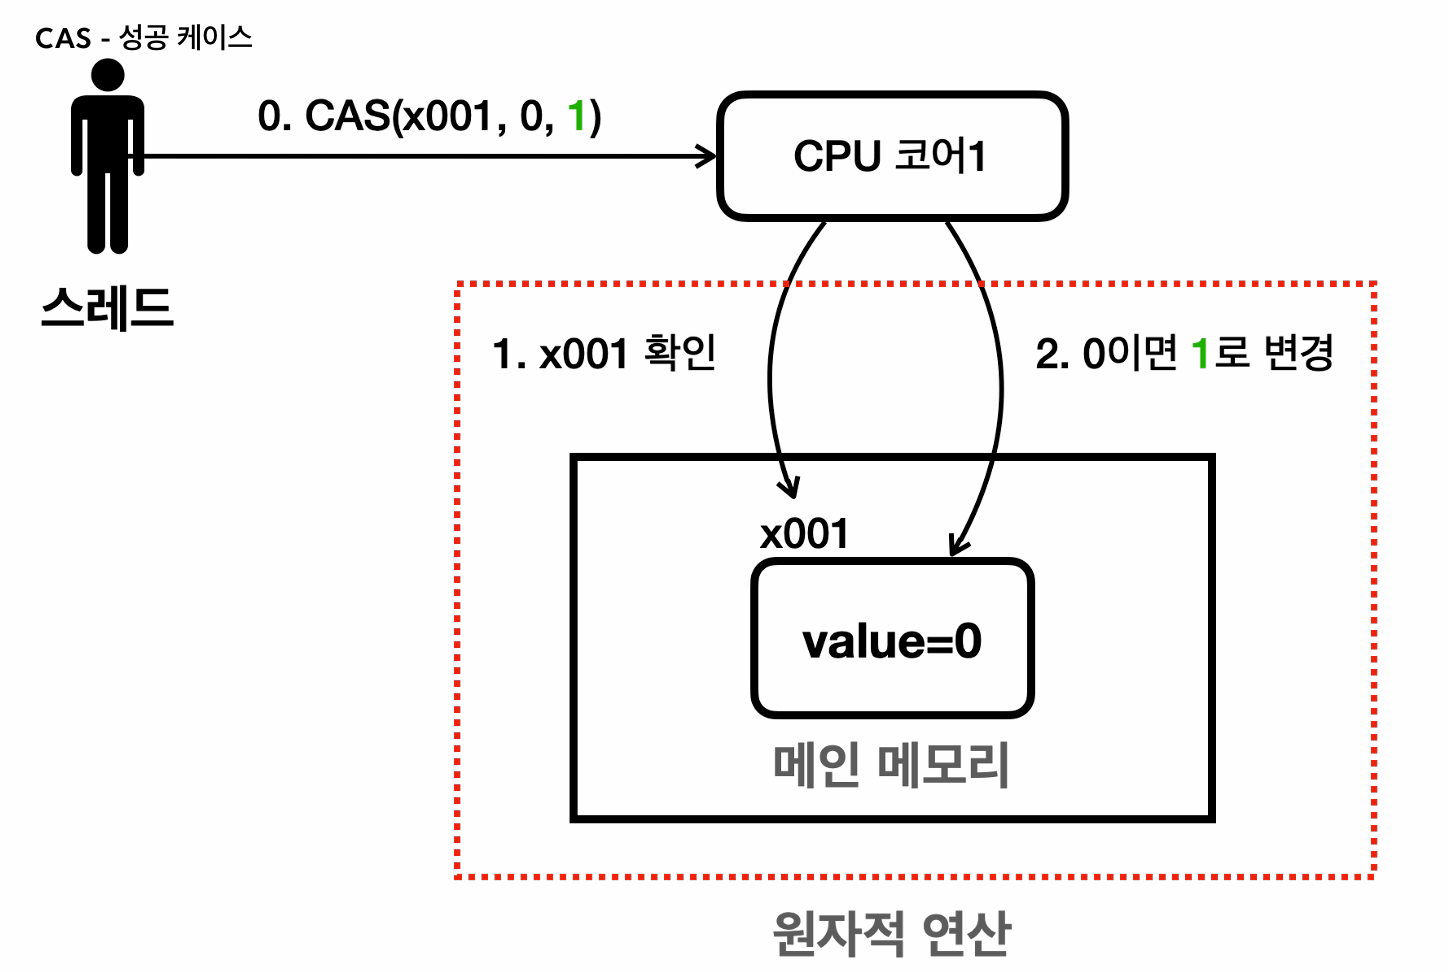 CAS - 성공 케이스
0. CAS(x001, 0, 1)
CPU 코어1
스레드
1. x001 확인
2. 0이면 1로 변경
x001
value=0
메인 메모리
원자적 연산